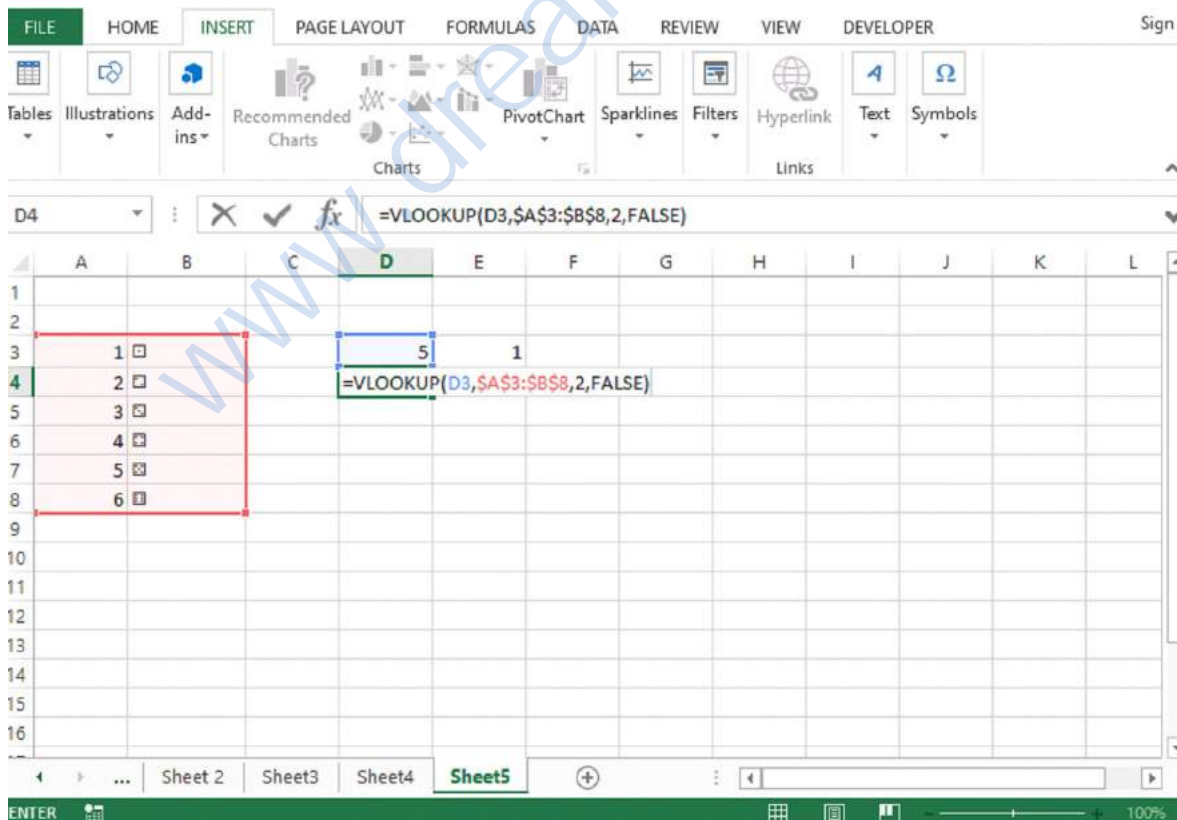 FILE HOME INSERT PAGE LAYOUT FORMULAS DATA REVIEW VIEW DEVELOPER Sign
Tables Illustrations Add-ins Recommended Charts PivotChart Sparklines Filters Hyperlink Text Symbols
Charts Links
D4 fx =VLOOKUP(D3,$A$3:$B$8,2,FALSE)
A B C D E F G H I J K L
1
2
3 1 ⚀ 5 1
4 2 ⚁ =VLOOKUP(D3,$A$3:$B$8,2,FALSE)
5 3 ⚂
6 4 ⚃
7 5 ⚄
8 6 ⚅
9
10
11
12
13
14
15
16
... Sheet 2 Sheet3 Sheet4 Sheet5
ENTER 100%